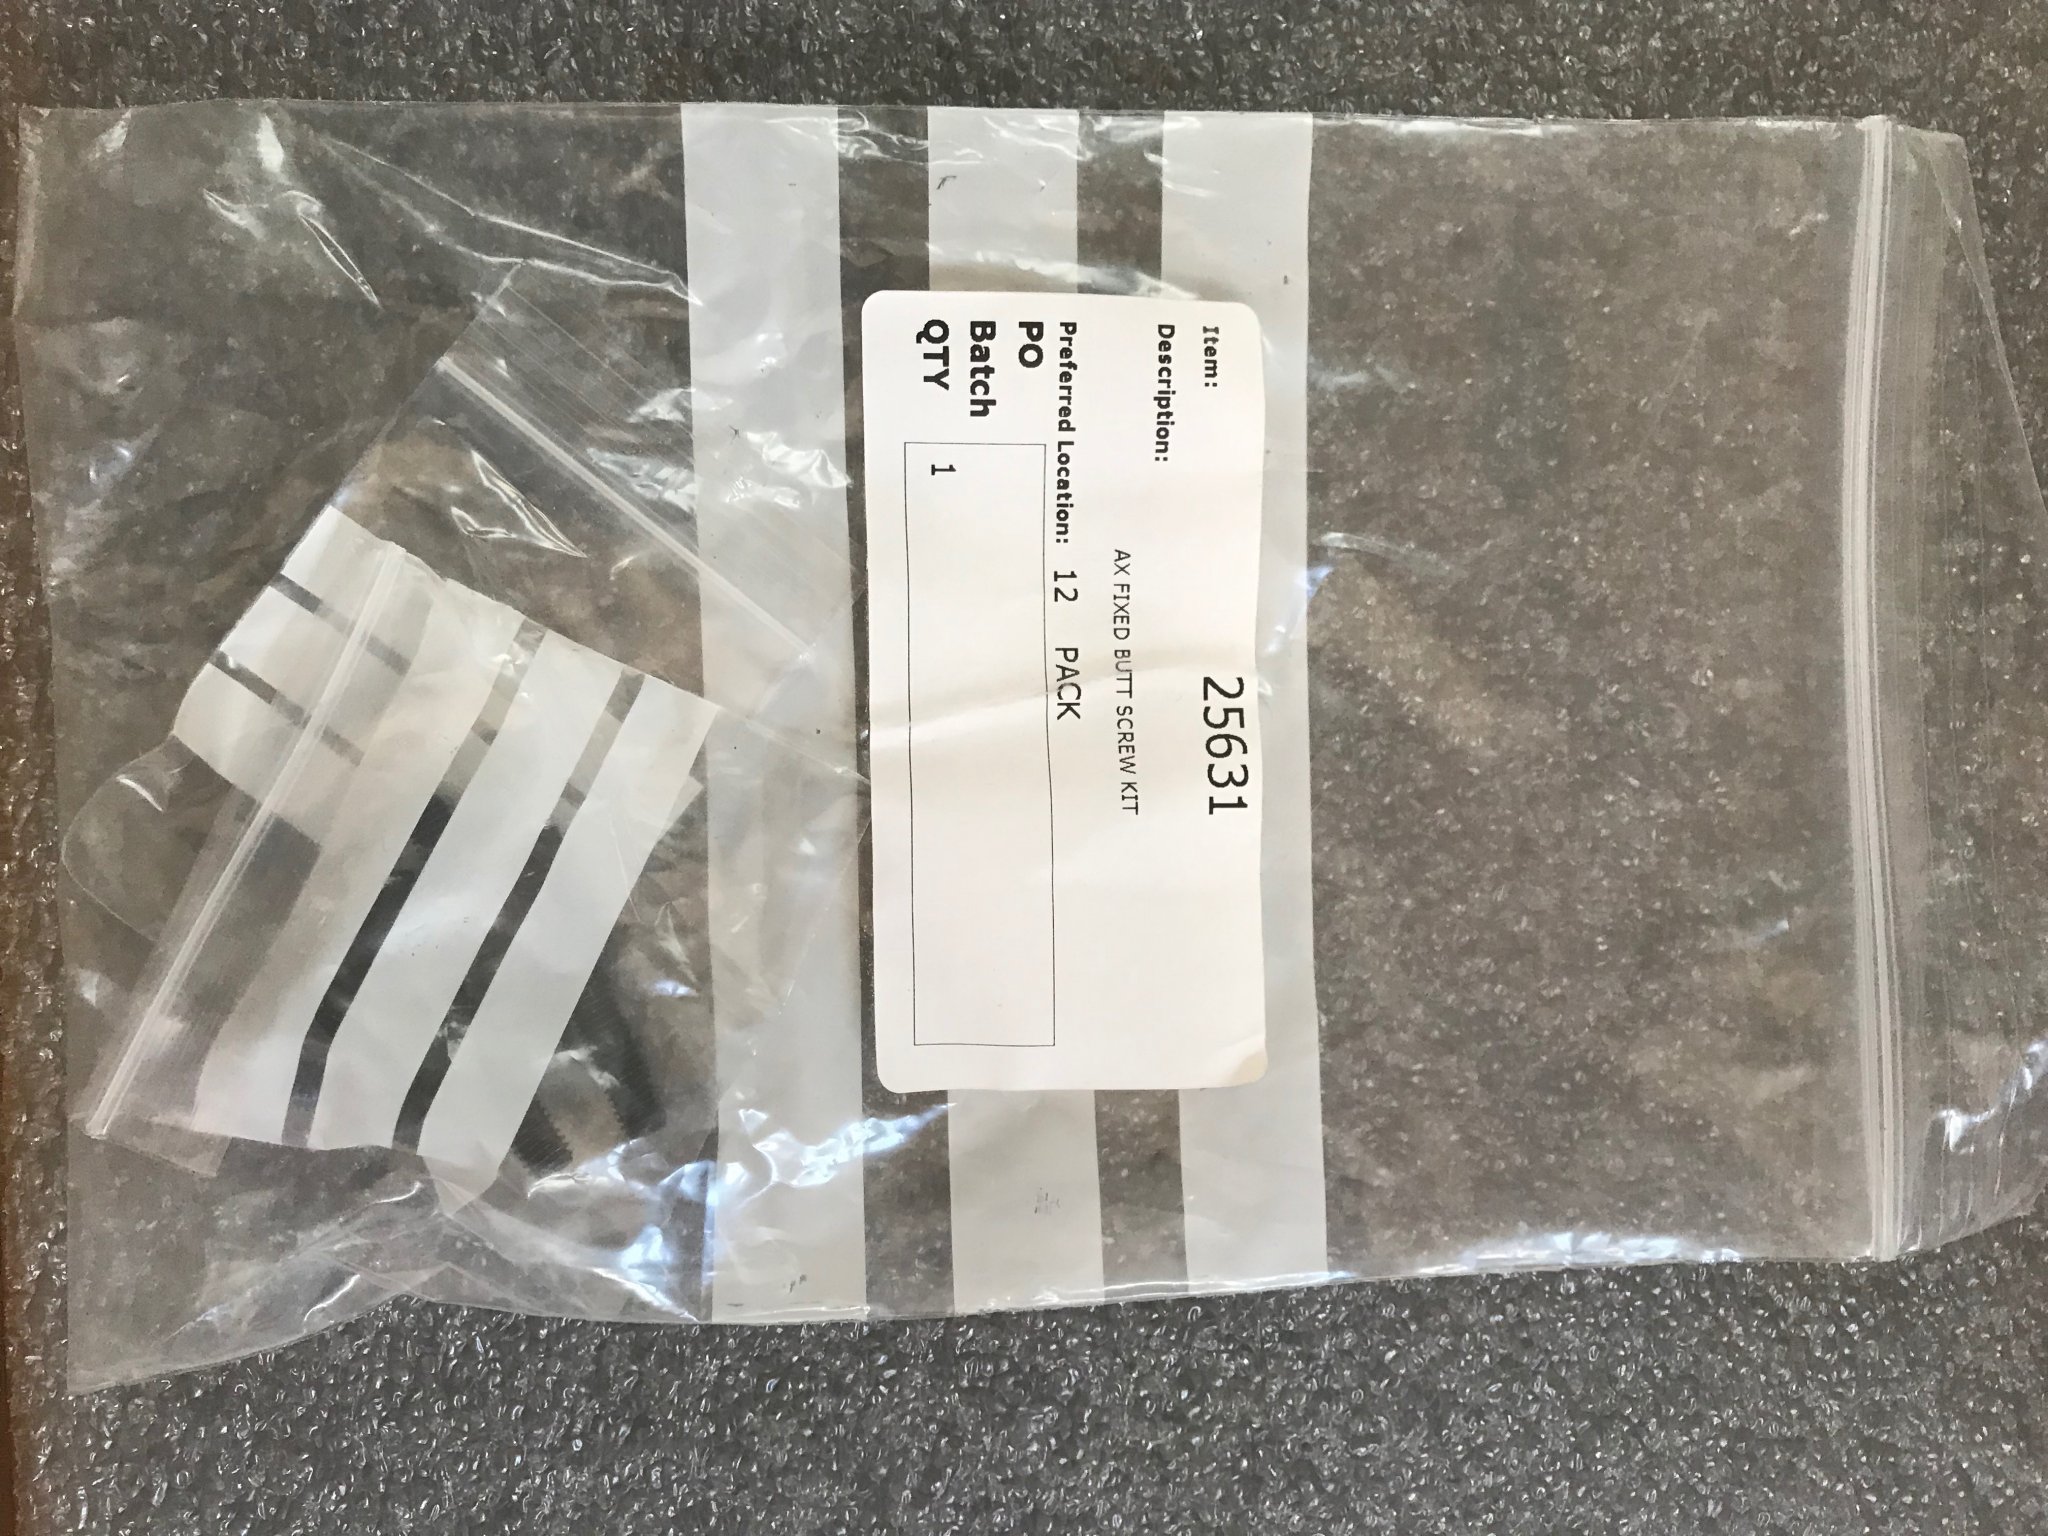 Item: 25631
Description:
AX FIXED BUTT SCREW KIT
Preferred Location: 12 PACK
PO
Batch
QTY 1